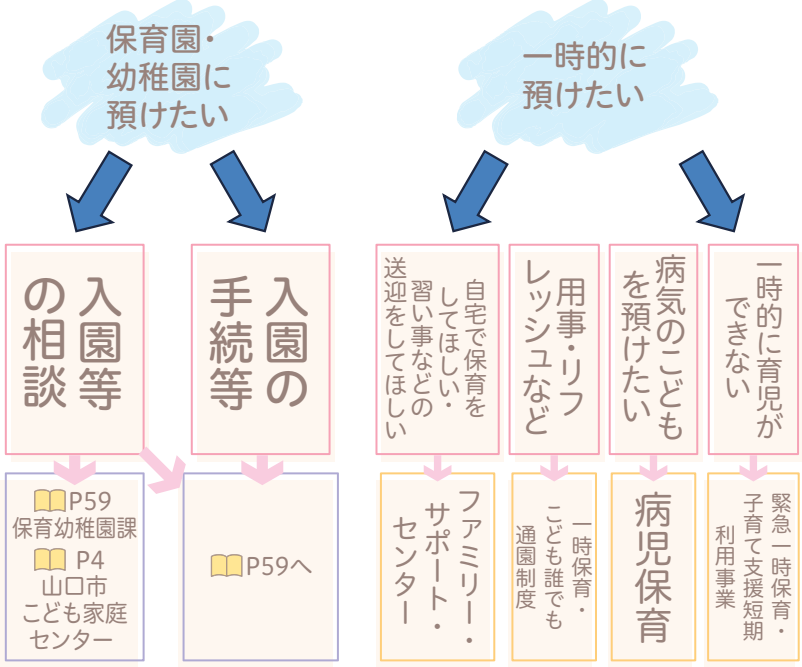 保育園・
幼稚園に
預けたい
一時的に
預けたい
入園等
の相談
入園の
手続等
自宅で保育を
してほしい・
習い事などの
送迎をしてほしい
用事・リフ
レッシュなど
病気のこども
を預けたい
一時的に育児が
できない
P59
保育幼稚園課
P4
山口市
こども家庭
センター
P59へ
ファミリー・
サポート・
センター
一時保育・
こども誰でも
通園制度
病児保育
緊急一時保育・
子育て支援短期
利用事業